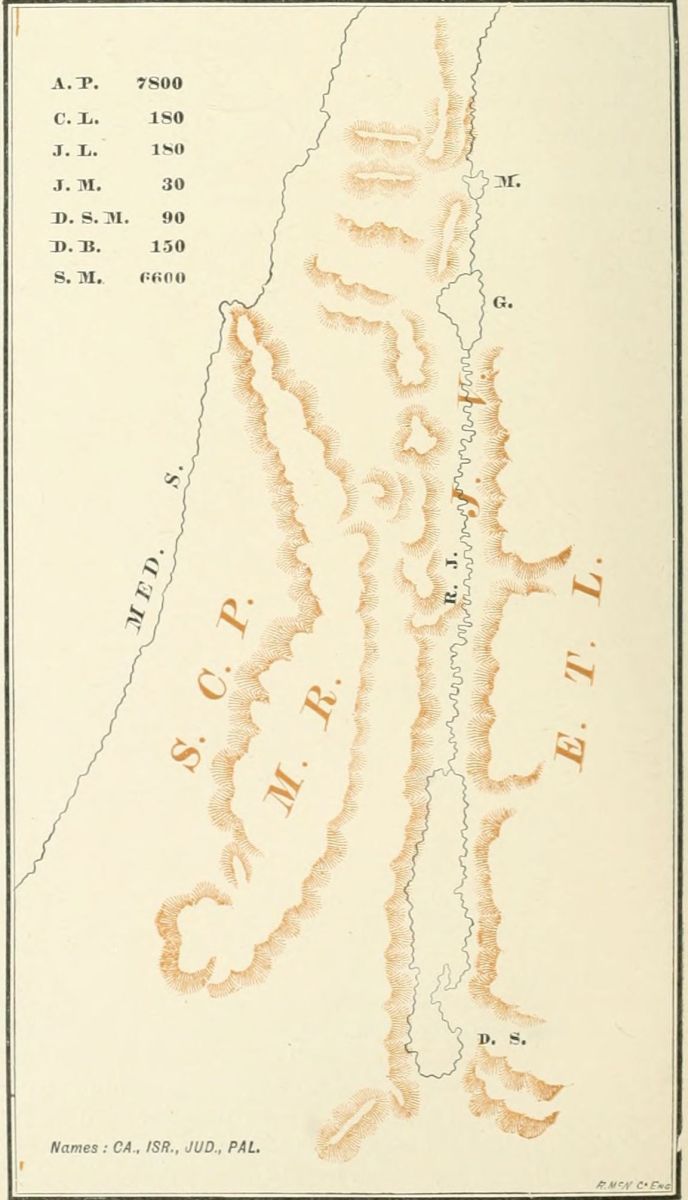 A. P. 7800
C. L. 180
J. L. 180
J. M. 30
D. S. M. 90
D. B. 150
S. M. 6600
M.
G.
J. V.
MED. S.
R. J.
S. C. P.
M. R.
E. T. L.
D. S.
Names : CA., ISR., JUD., PAL.
R. McN. Co. Eng.